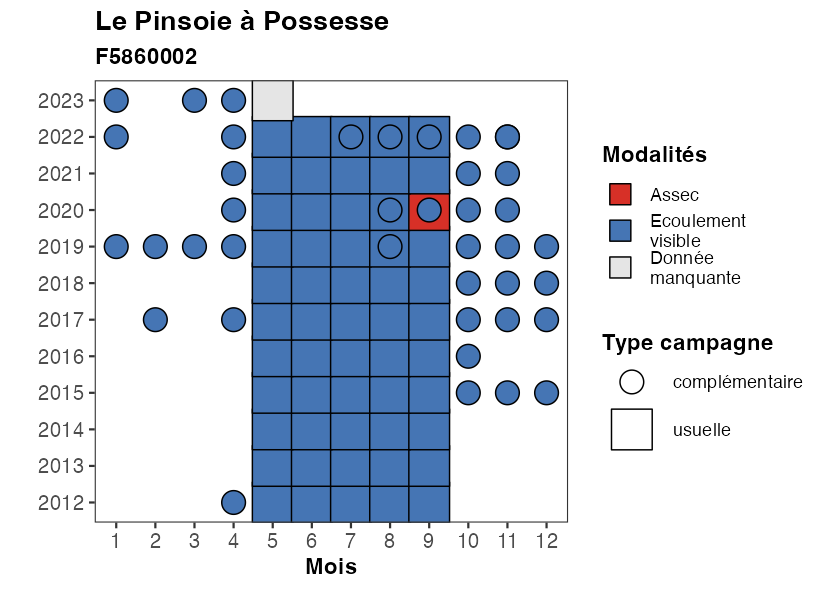 Le Pinsoie à Possesse
F5860002
2023
2022
2021
2020
2019
2018
2017
2016
2015
2014
2013
2012
1 2 3 4 5 6 7 8 9 10 11 12
Mois
Modalités
Assec
Ecoulement
visible
Donnée
manquante
Type campagne
complémentaire
usuelle